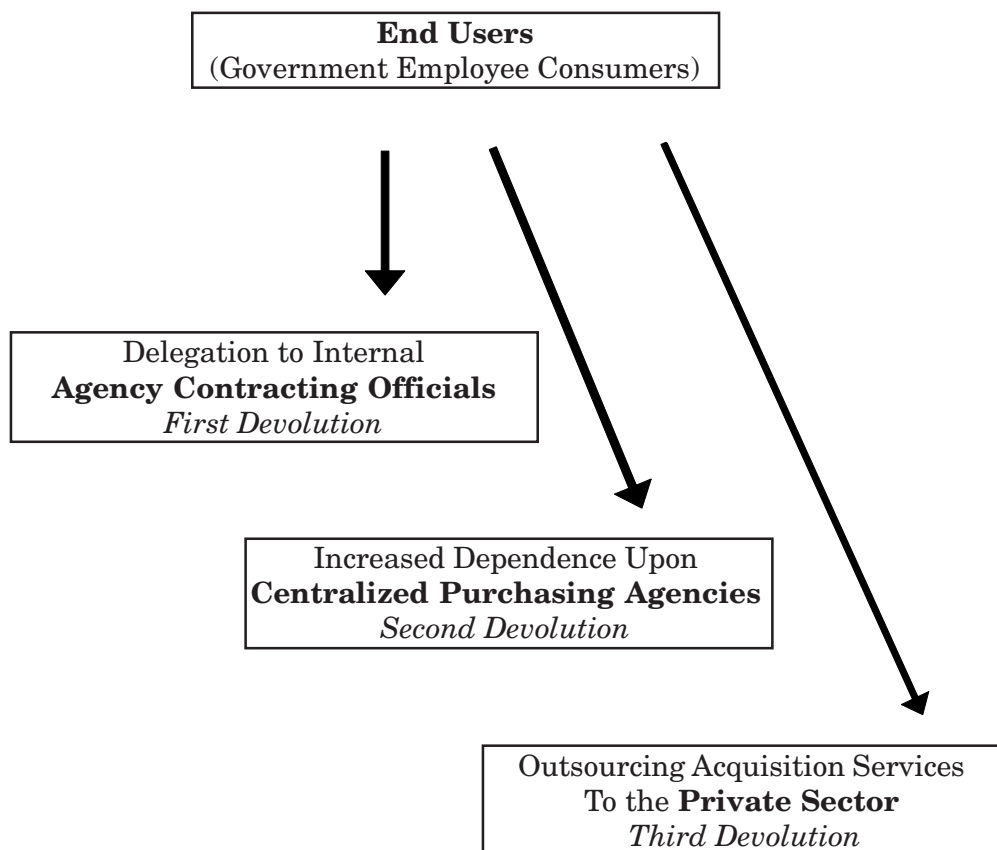 End Users
(Government Employee Consumers)
Delegation to Internal
Agency Contracting Officials
First Devolution
Increased Dependence Upon
Centralized Purchasing Agencies
Second Devolution
Outsourcing Acquisition Services
To the Private Sector
Third Devolution